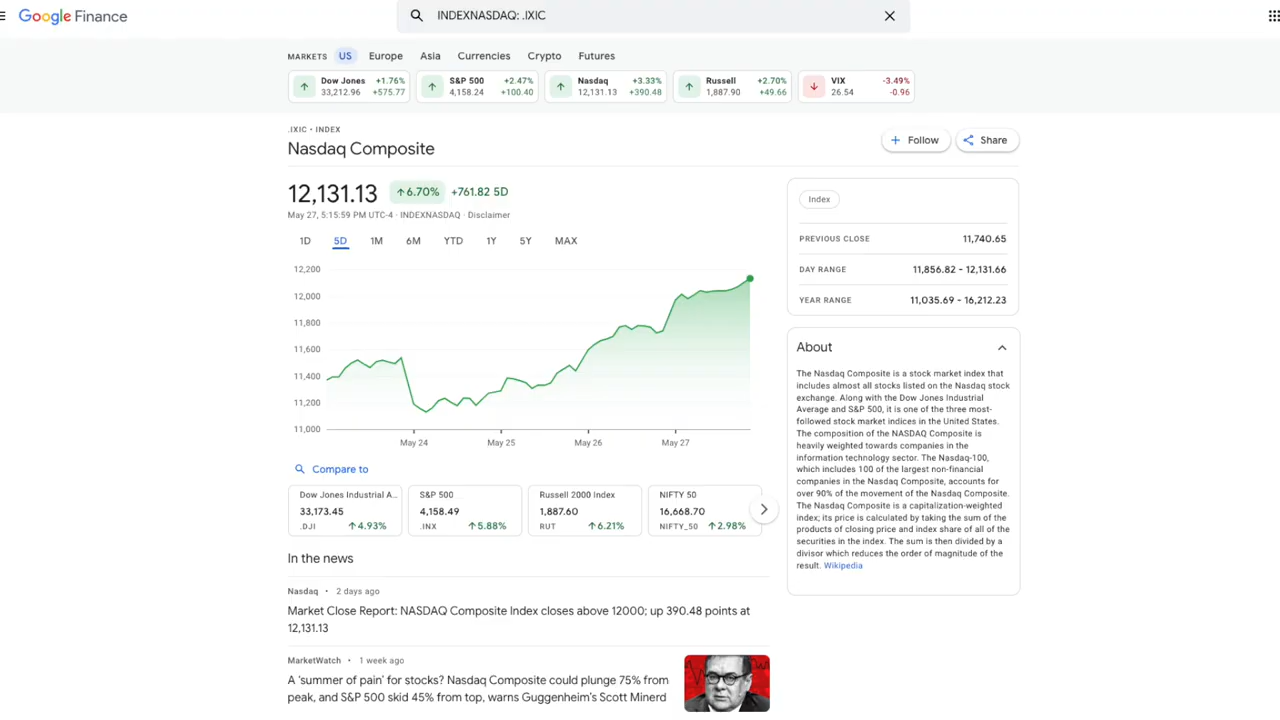 Google Finance
INDEXNASDAQ: .IXIC
MARKETS US Europe Asia Currencies Crypto Futures
Dow Jones +1.76%
33,212.96 +575.77
S&P 500 +2.47%
4,158.24 +100.40
Nasdaq +3.33%
12,131.13 +390.48
Russell +2.70%
1,887.90 +49.66
VIX -3.49%
26.54 -0.96
.IXIC • INDEX
Nasdaq Composite
Follow
Share
12,131.13 6.70% +761.82 5D
May 27, 5:15:59 PM UTC-4 · INDEXNASDAQ · Disclaimer
1D 5D 1M 6M YTD 1Y 5Y MAX
12,200
12,000
11,800
11,600
11,400
11,200
11,000
May 24 May 25 May 26 May 27
Compare to
Dow Jones Industrial A...
33,173.45
.DJI 4.93%
S&P 500
4,158.49
.INX 5.88%
Russell 2000 Index
1,887.60
RUT 6.21%
NIFTY 50
16,668.70
NIFTY_50 2.98%
In the news
Nasdaq • 2 days ago
Market Close Report: NASDAQ Composite Index closes above 12000; up 390.48 points at
12,131.13
MarketWatch • 1 week ago
A ‘summer of pain’ for stocks? Nasdaq Composite could plunge 75% from
peak, and S&P 500 skid 45% from top, warns Guggenheim’s Scott Minerd
Index
PREVIOUS CLOSE 11,740.65
DAY RANGE 11,856.82 - 12,131.66
YEAR RANGE 11,035.69 - 16,212.23
About
The Nasdaq Composite is a stock market index that
includes almost all stocks listed on the Nasdaq stock
exchange. Along with the Dow Jones Industrial
Average and S&P 500, it is one of the three most-
followed stock market indices in the United States.
The composition of the NASDAQ Composite is
heavily weighted towards companies in the
information technology sector. The Nasdaq-100,
which includes 100 of the largest non-financial
companies in the Nasdaq Composite, accounts for
over 90% of the movement of the Nasdaq Composite.
The Nasdaq Composite is a capitalization-weighted
index; its price is calculated by taking the sum of the
products of closing price and index share of all of the
securities in the index. The sum is then divided by a
divisor which reduces the order of magnitude of the
result. Wikipedia